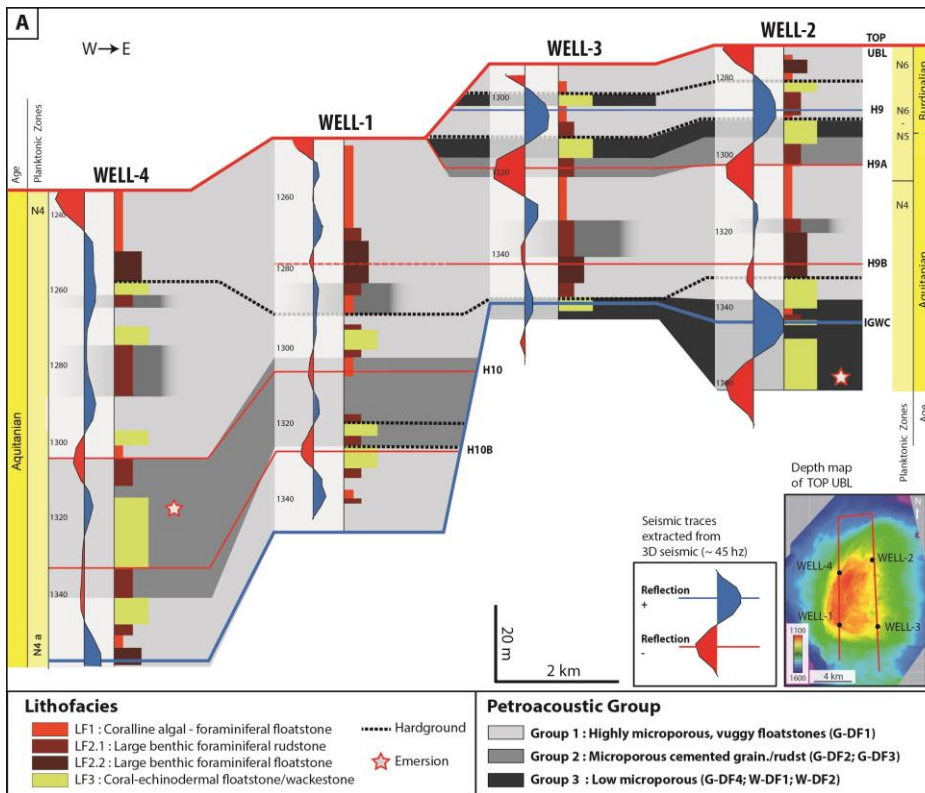 A
W → E
WELL-4
WELL-1
WELL-3
WELL-2
TOP
UBL
Age
Planktonic Zones
Aquitanian
N4
N4 a
1240
1260
1280
1300
1320
1340
1260
1280
1300
1320
1340
1300
1320
1340
1280
1300
1320
1340
1360
H9
H9A
H9B
IGWC
H10
H10B
N6
N6
-
N5
N4
Burdigalian
Aquitanian
Planktonic Zones
Age
20 m
2 km
Seismic traces
extracted from
3D seismic (~ 45 hz)
Reflection
+
Reflection
-
Depth map
of TOP UBL
N
WELL-2
WELL-4
WELL-1
WELL-3
1100
1600
4 km
Lithofacies
LF1 : Coralline algal - foraminiferal floatstone
LF2.1 : Large benthic foraminiferal rudstone
LF2.2 : Large benthic foraminiferal floatstone
LF3 : Coral-echinodermal floatstone/wackestone
Hardground
Emersion
Petroacoustic Group
Group 1 : Highly microporous, vuggy floatstones (G-DF1)
Group 2 : Microporous cemented grain./rudst (G-DF2; G-DF3)
Group 3 : Low microporous (G-DF4; W-DF1; W-DF2)